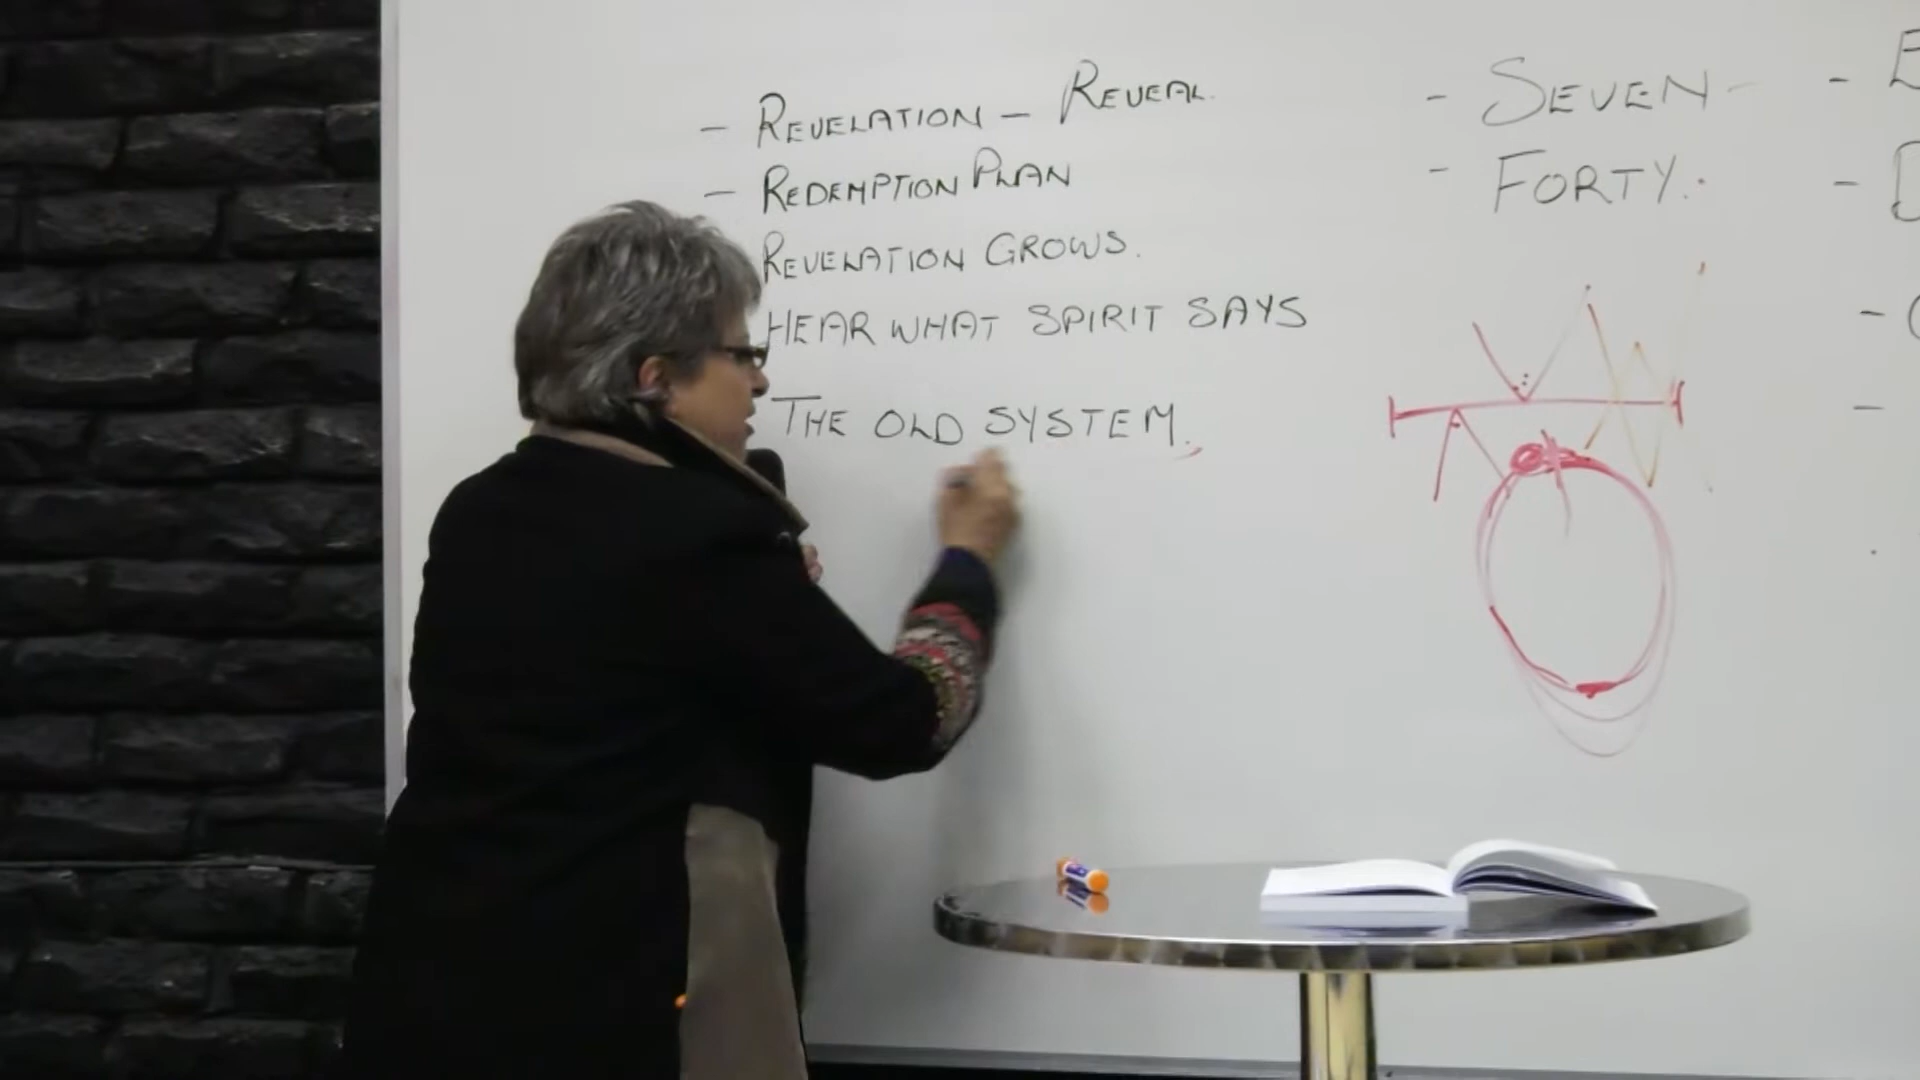 - REVELATION - REVEAL.
- REDEMPTION PLAN
REVELATION GROWS.
HEAR WHAT SPIRIT SAYS
THE OLD SYSTEM.
- SEVEN -
- FORTY.